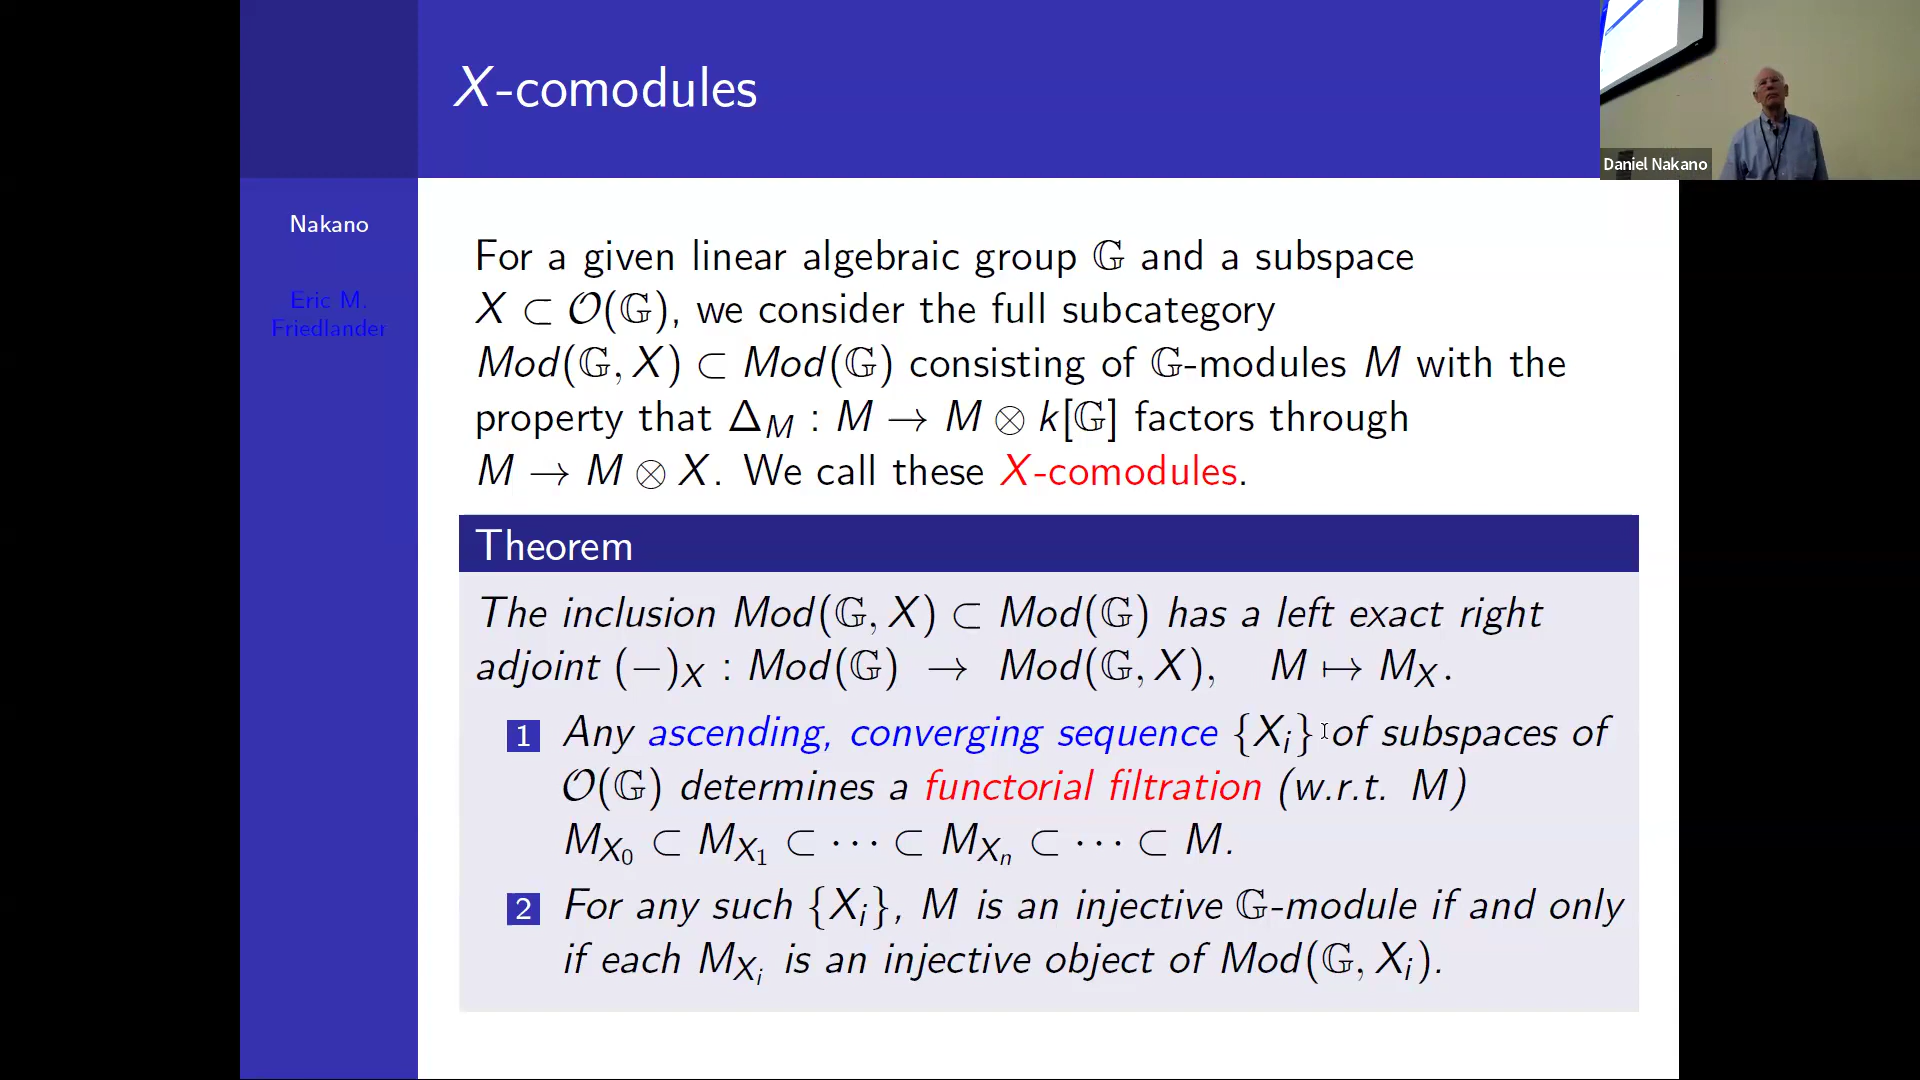 X-comodules
Daniel Nakano
Nakano
Eric M.
Friedlander
For a given linear algebraic group 𝔾 and a subspace
X ⊂ 𝒪(𝔾), we consider the full subcategory
Mod(𝔾, X) ⊂ Mod(𝔾) consisting of 𝔾-modules M with the
property that Δ_M : M → M ⊗ k[𝔾] factors through
M → M ⊗ X. We call these X-comodules.
Theorem
The inclusion Mod(𝔾, X) ⊂ Mod(𝔾) has a left exact right
adjoint (−)_X : Mod(𝔾) → Mod(𝔾, X), M ↦ M_X.
1 Any ascending, converging sequence {X_i} of subspaces of
𝒪(𝔾) determines a functorial filtration (w.r.t. M)
M_{X_0} ⊂ M_{X_1} ⊂ ⋯ ⊂ M_{X_n} ⊂ ⋯ ⊂ M.
2 For any such {X_i}, M is an injective 𝔾-module if and only
if each M_{X_i} is an injective object of Mod(𝔾, X_i).